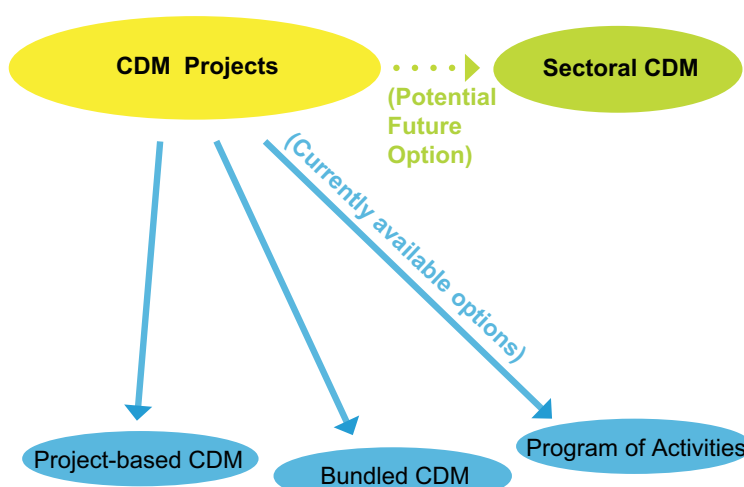 CDM Projects
Sectoral CDM
(Potential
Future
Option)
(Currently available options)
Project-based CDM
Bundled CDM
Program of Activities